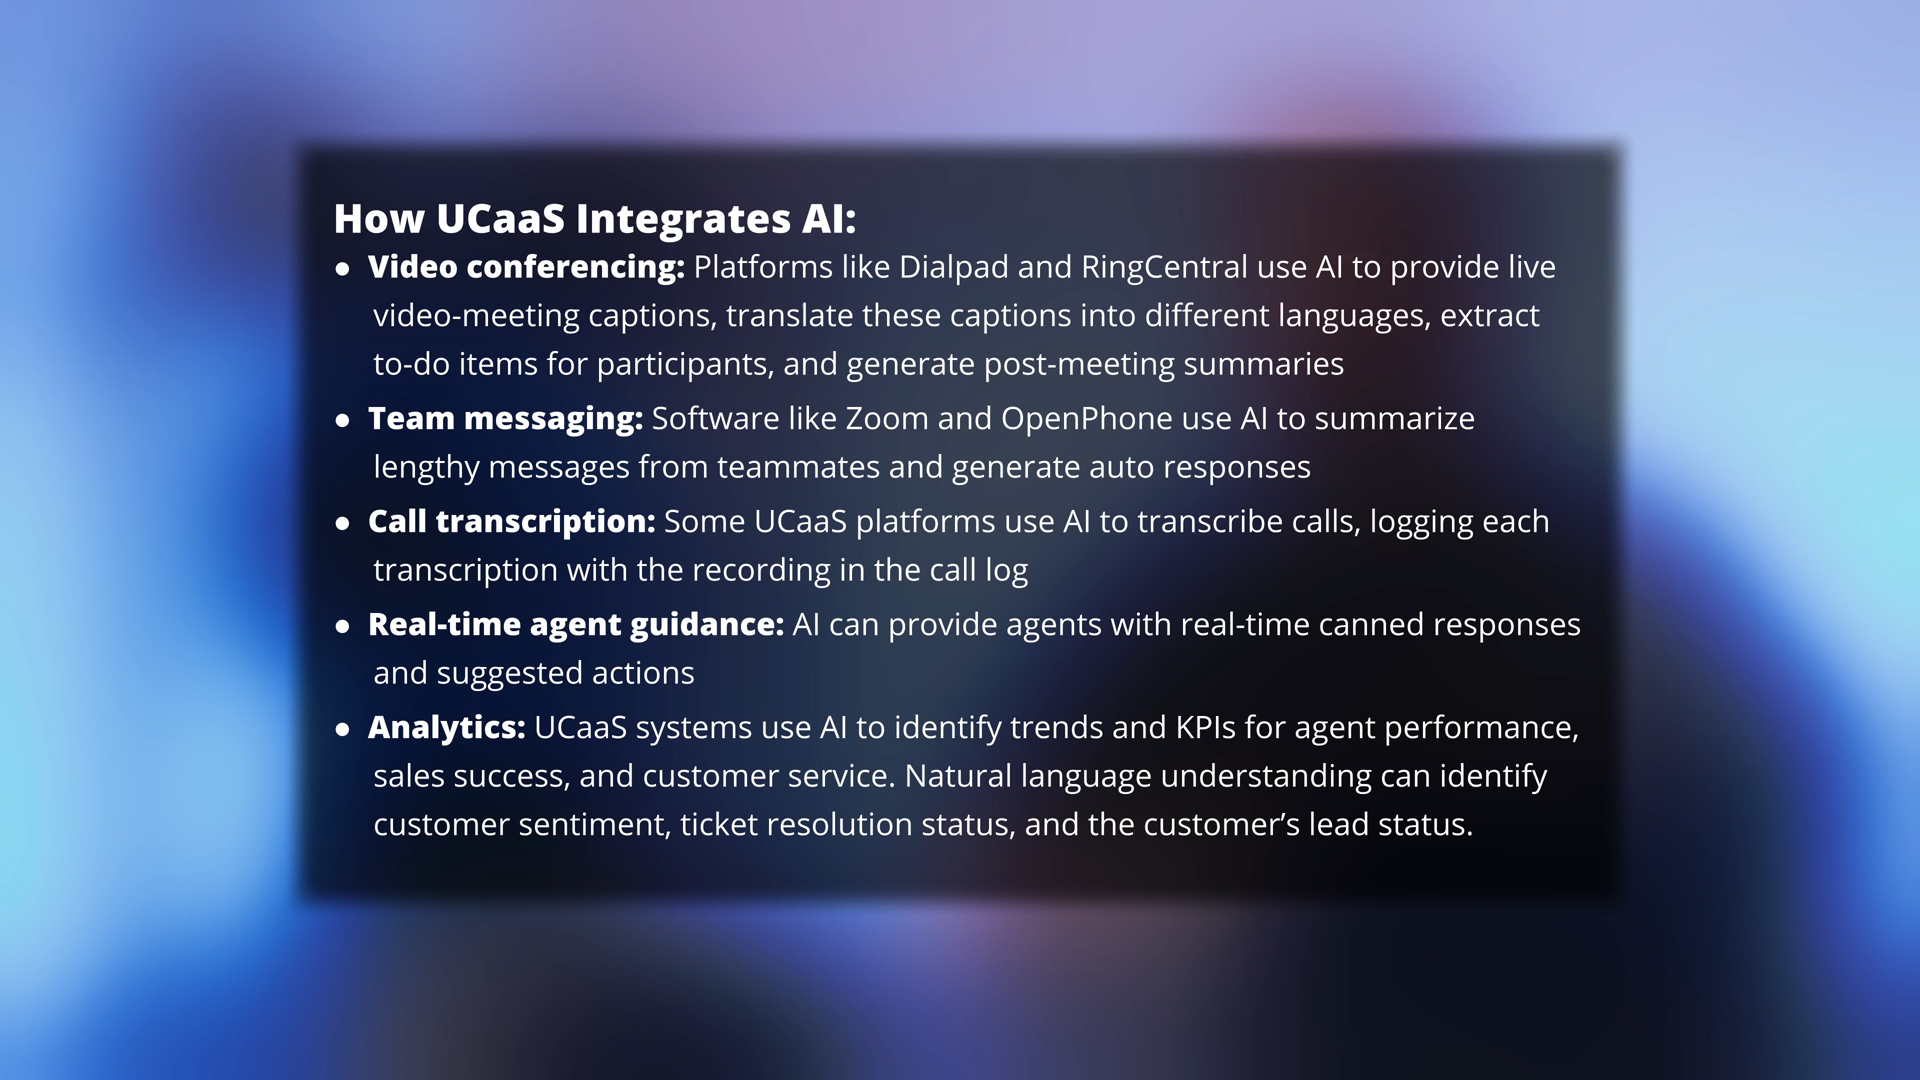 How UCaaS Integrates AI:
● Video conferencing: Platforms like Dialpad and RingCentral use AI to provide live
video-meeting captions, translate these captions into different languages, extract
to-do items for participants, and generate post-meeting summaries
● Team messaging: Software like Zoom and OpenPhone use AI to summarize
lengthy messages from teammates and generate auto responses
● Call transcription: Some UCaaS platforms use AI to transcribe calls, logging each
transcription with the recording in the call log
● Real-time agent guidance: AI can provide agents with real-time canned responses
and suggested actions
● Analytics: UCaaS systems use AI to identify trends and KPIs for agent performance,
sales success, and customer service. Natural language understanding can identify
customer sentiment, ticket resolution status, and the customer’s lead status.